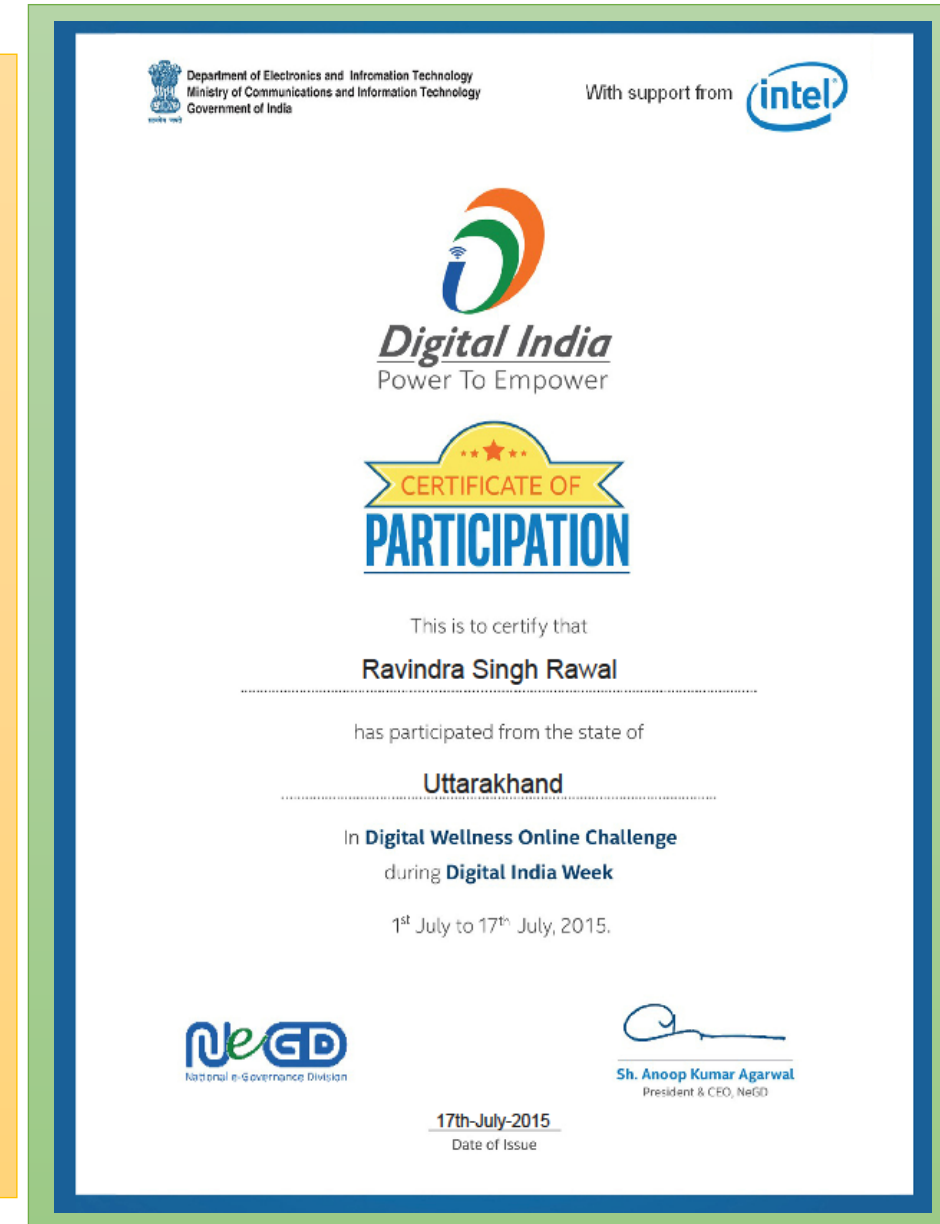 Department of Electronics and Infromation Technology
Ministry of Communications and Information Technology
Government of India
सत्यमेव जयते
With support from
intel
Digital India
Power To Empower
CERTIFICATE OF
PARTICIPATION
This is to certify that
Ravindra Singh Rawal
has participated from the state of
Uttarakhand
In Digital Wellness Online Challenge
during Digital India Week
1st July to 17th July, 2015.
NeGD
National e-Governance Division
Sh. Anoop Kumar Agarwal
President & CEO, NeGD
17th-July-2015
Date of Issue